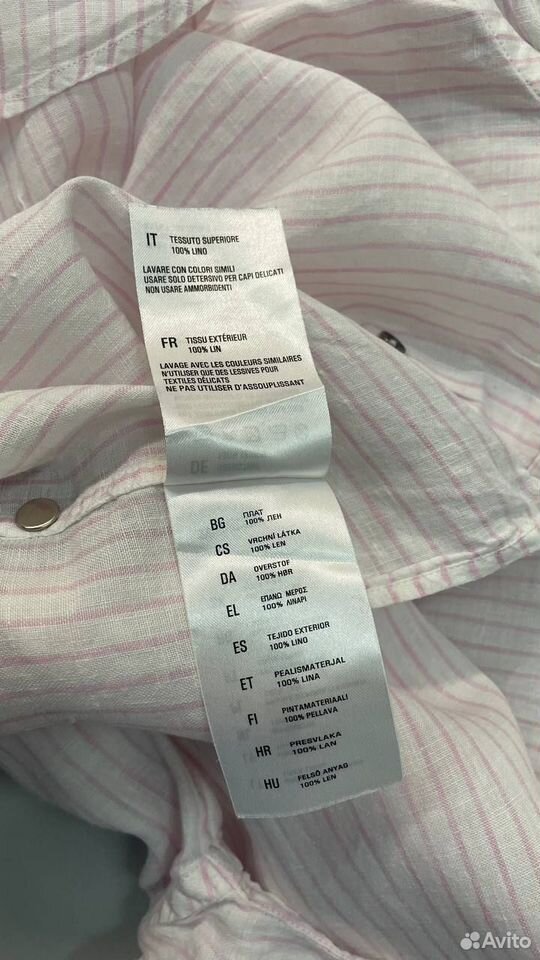 IT TESSUTO SUPERIORE
100% LINO
LAVARE CON COLORI SIMILI
USARE SOLO DETERSIVO PER CAPI DELICATI
NON USARE AMMORBIDENTI
FR TISSU EXTÉRIEUR
100% LIN
LAVAGE AVEC LES COULEURS SIMILAIRES
N'UTILISER QUE DES LESSIVES POUR
TEXTILES DÉLICATS
NE PAS UTILISER D'ASSOUPLISSANT
DE
BG ПЛАТ
100% ЛЕН
CS VRCHNÍ LÁTKA
100% LEN
DA OVERSTOF
100% HØR
EL ΕΠΑΝΩ ΜΕΡΟΣ
100% ΛΙΝΑΡΙ
ES TEJIDO EXTERIOR
100% LINO
ET PEALISMATERJAL
100% LINA
FI PINTAMATERIAALI
100% PELLAVA
HR PRESVLAKA
100% LAN
HU FELSŐ ANYAG
100% LEN
Avito